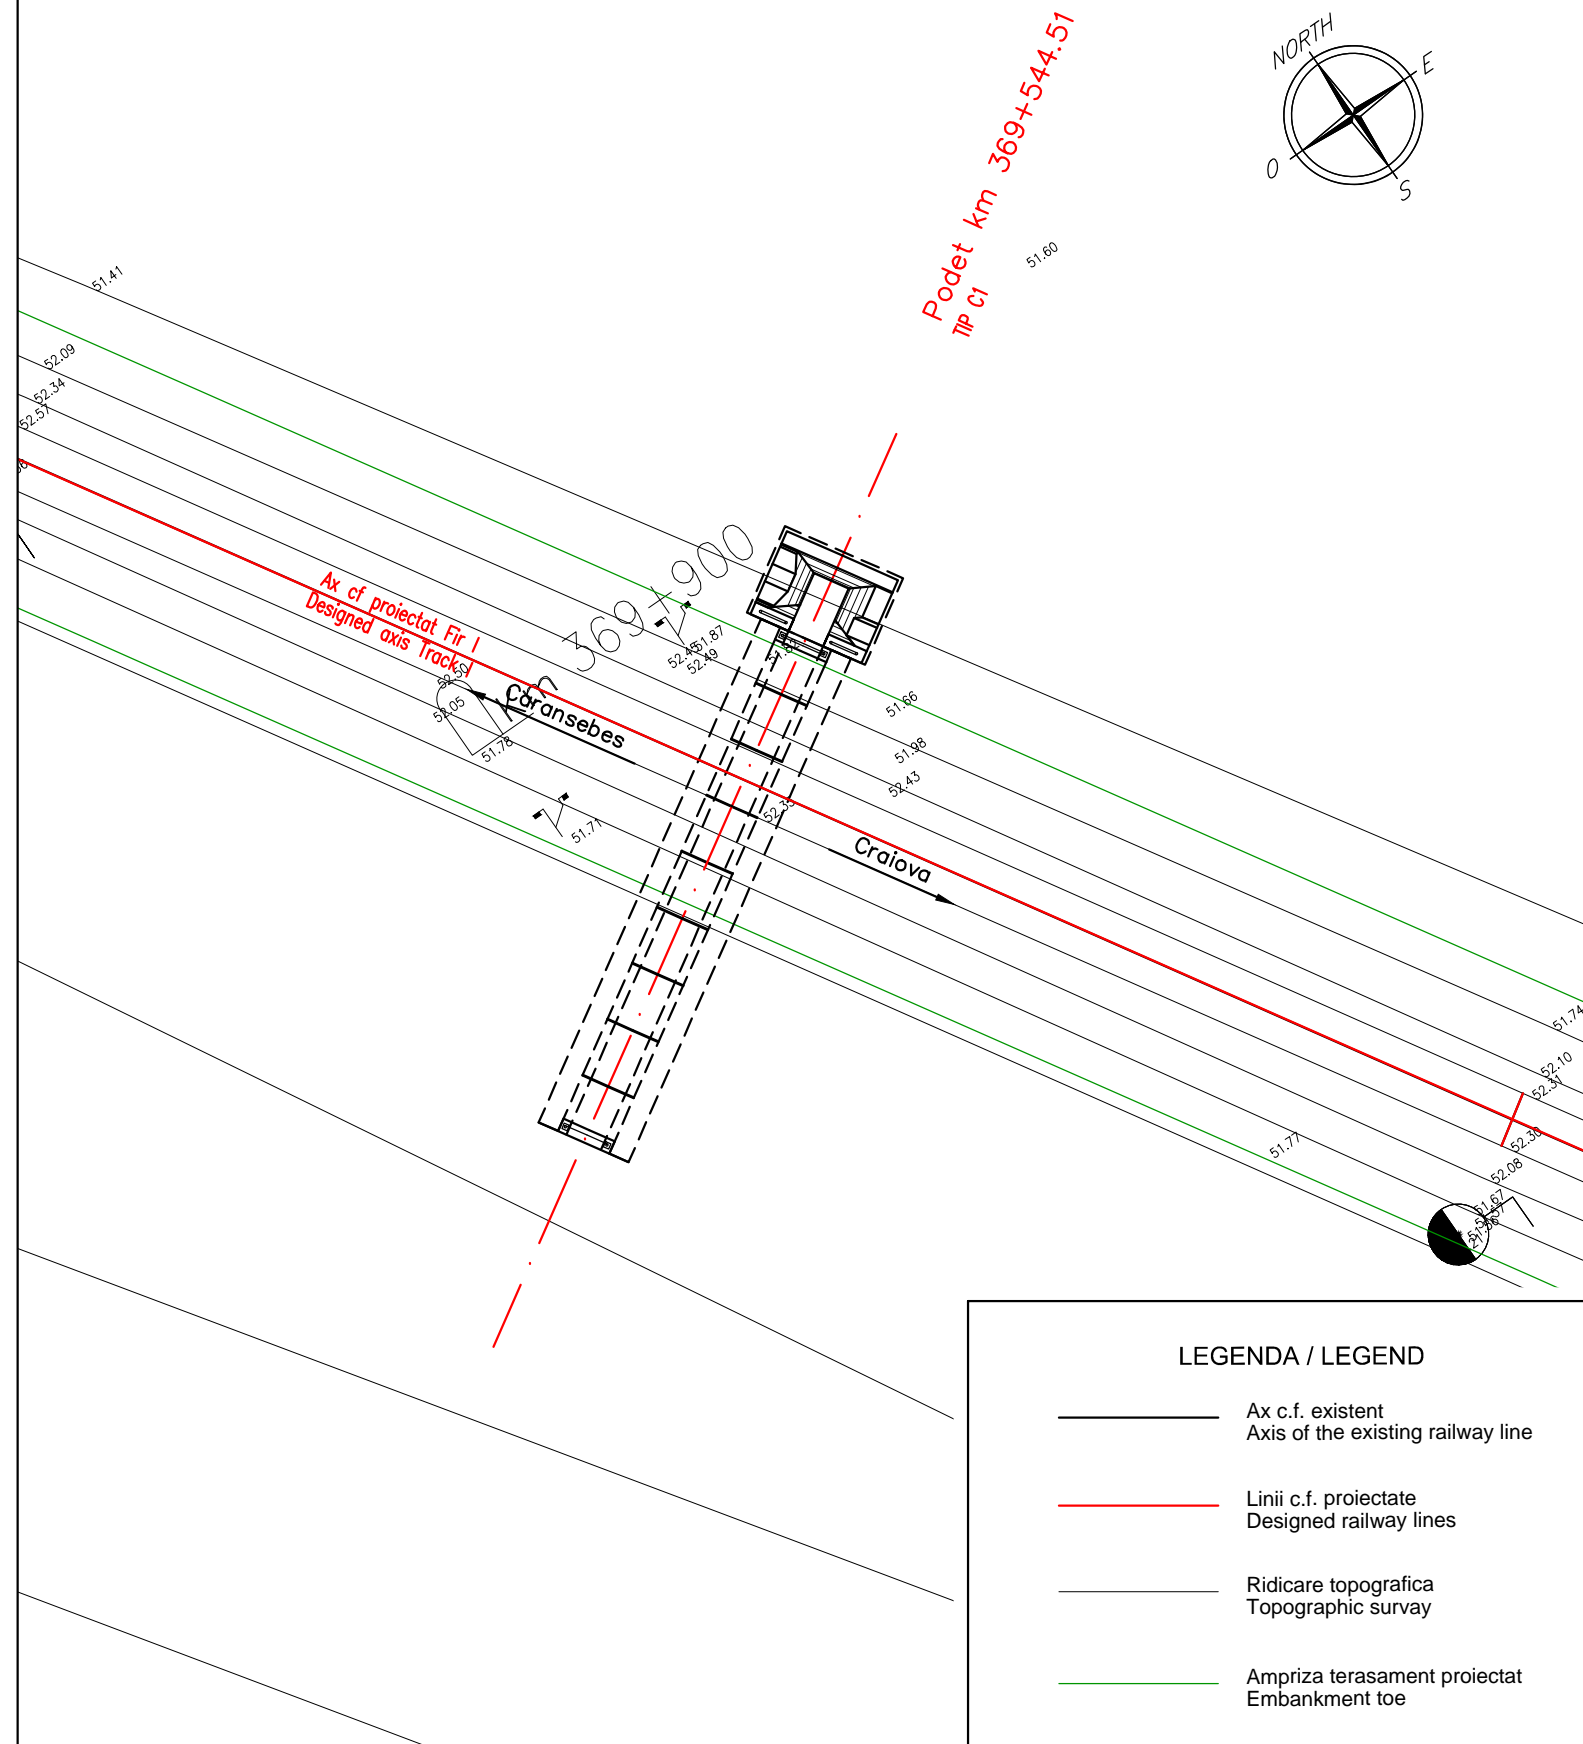 NORTH
E
O
S
Podet km 369+544.51
TIP C1
51.60
51.41
52.09
52.34
52.57
Ax cf proiectat Fir I
Designed axis Track I
km 369+900
51.87
52.49
52.50
52.05
51.78
Caransebes
51.71
51.66
51.98
52.43
52.35
Craiova
51.74
52.10
52.31
52.30
52.08
51.77
51.67
LEGENDA / LEGEND
Ax c.f. existent
Axis of the existing railway line
Linii c.f. proiectate
Designed railway lines
Ridicare topografica
Topographic survay
Ampriza terasament proiectat
Embankment toe